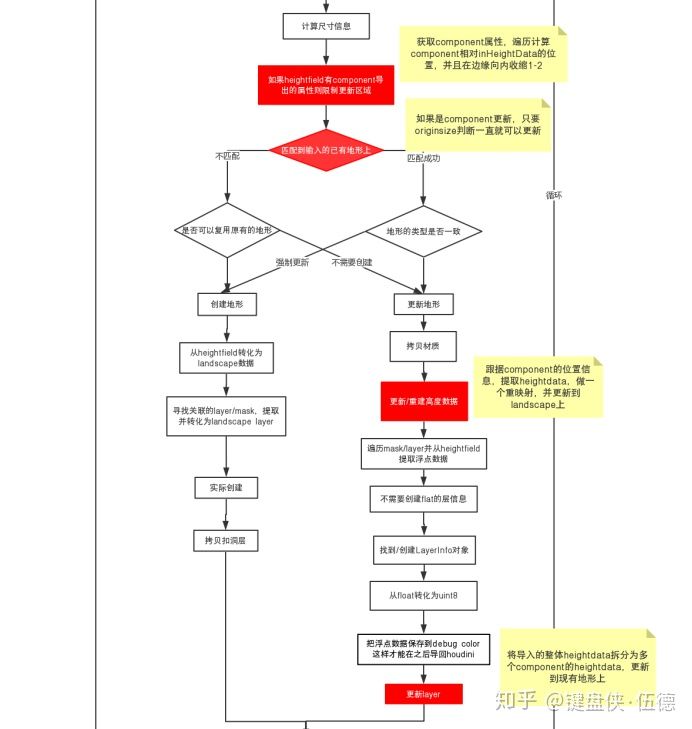 计算尺寸信息
获取component属性，遍历计算
component相对inHeightData的位
置，并且在边缘向内收缩1-2
如果heightfield有component导
出的属性则限制更新区域
如果是component更新，只要
originsize判断一直就可以更新
匹配到输入的已有地形上
不匹配
匹配成功
循环
是否可以复用原有的地形
地形的类型是否一致
强制更新
不需要创建
创建地形
更新地形
拷贝材质
从heightfield转化为
landscape数据
跟据component的位置信
息，提取heightdata，做一
个重映射，并更新到
landscape上
更新/重建高度数据
寻找关联的layer/mask，提取
并转化为landscape layer
遍历mask/layer并从heightfield
提取浮点数据
实际创建
不需要创建flat的层信息
拷贝扣洞层
找到/创建LayerInfo对象
从float转化为uint8
把浮点数据保存到debug color
这样才能在之后导回houdini
将导入的整体heightdata拆分为多
个component的heightdata，更新
到现有地形上
更新layer
知乎 @键盘侠·伍德